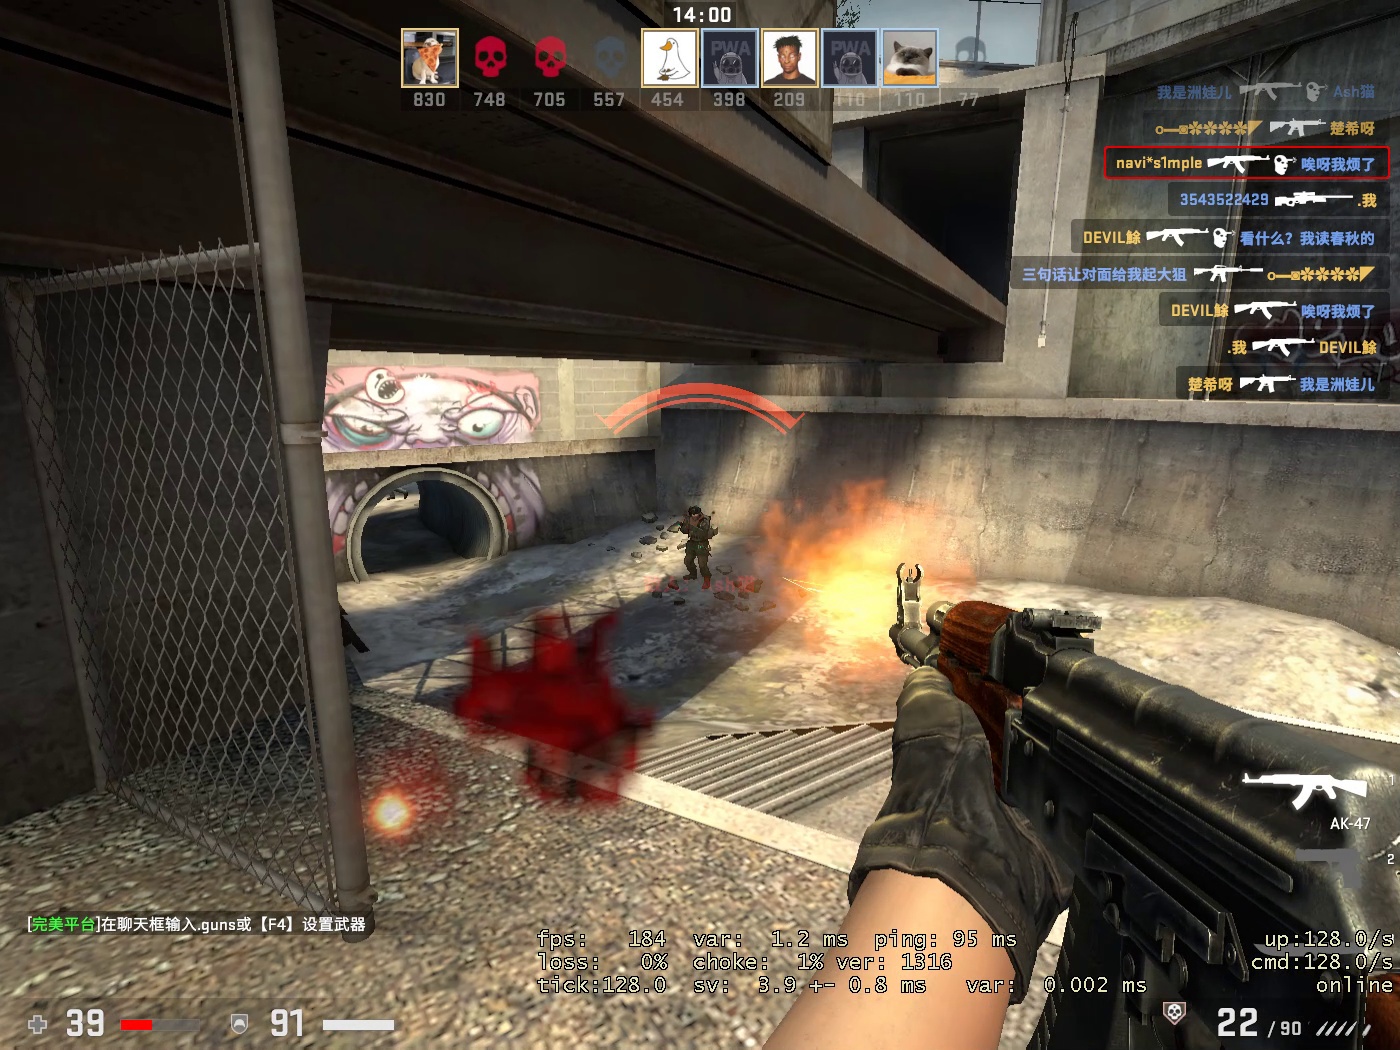 14:00
PWA PWA
830 748 705 557 454 398 209 110 110 77
我是洲娃儿 Ash猫
楚希呀
navi*s1mple 唉呀我烦了
3543522429 .我
DEVIL鲙 看什么？我读春秋的
三句话让对面给我起大狙
DEVIL鲙 唉呀我烦了
.我 DEVIL鲙
楚希呀 我是洲娃儿
1
AK-47
2
[完美平台]在聊天框输入.guns或【F4】设置武器
fps: 184 var: 1.2 ms ping: 95 ms
loss: 0% choke: 1% ver: 1316
tick:128.0 sv: 3.9 +- 0.8 ms var: 0.002 ms
up:128.0/s
cmd:128.0/s
online
39 91
22 / 90